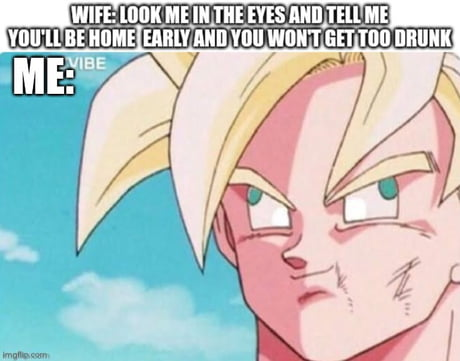 WIFE: LOOK ME IN THE EYES AND TELL ME
YOU'LL BE HOME EARLY AND YOU WON'T GET TOO DRUNK
VIBE
ME:
imgflip.com